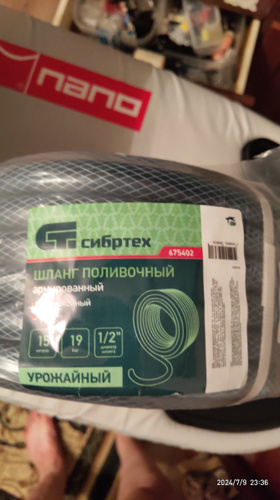 nano
СИБРТЕХ
675402
ШЛАНГ ПОЛИВОЧНЫЙ
армированный
15
19
1/2"
УРОЖАЙНЫЙ
2024/7/9 23:36